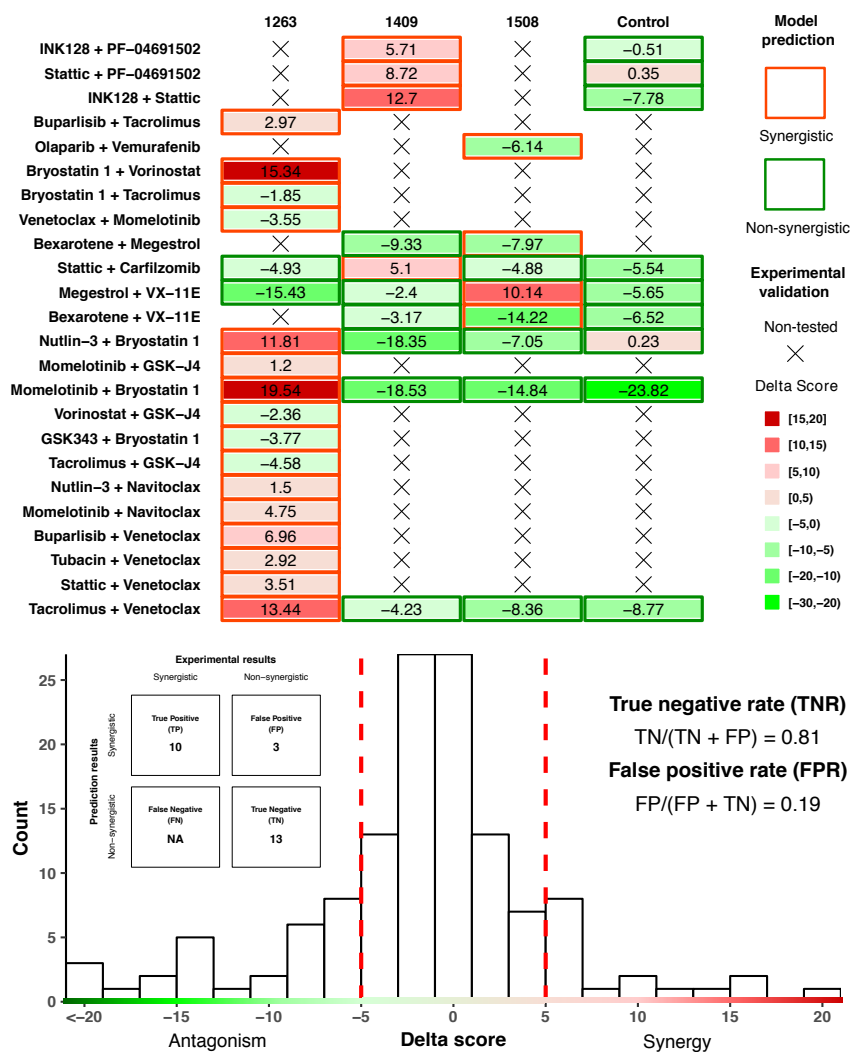 1263 1409 1508 Control
INK128 + PF−04691502 5.71 −0.51
Stattic + PF−04691502 8.72 0.35
INK128 + Stattic 12.7 −7.78
Buparlisib + Tacrolimus 2.97
Olaparib + Vemurafenib −6.14
Bryostatin 1 + Vorinostat 15.34
Bryostatin 1 + Tacrolimus −1.85
Venetoclax + Momelotinib −3.55
Bexarotene + Megestrol −9.33 −7.97
Stattic + Carfilzomib −4.93 5.1 −4.88 −5.54
Megestrol + VX−11E −15.43 −2.4 10.14 −5.65
Bexarotene + VX−11E −3.17 −14.22 −6.52
Nutlin−3 + Bryostatin 1 11.81 −18.35 −7.05 0.23
Momelotinib + GSK−J4 1.2
Momelotinib + Bryostatin 1 19.54 −18.53 −14.84 −23.82
Vorinostat + GSK−J4 −2.36
GSK343 + Bryostatin 1 −3.77
Tacrolimus + GSK−J4 −4.58
Nutlin−3 + Navitoclax 1.5
Momelotinib + Navitoclax 4.75
Buparlisib + Venetoclax 6.96
Tubacin + Venetoclax 2.92
Stattic + Venetoclax 3.51
Tacrolimus + Venetoclax 13.44 −4.23 −8.36 −8.77
Model
prediction
Synergistic
Non−synergistic
Experimental
validation
Non−tested
Delta Score
[15,20]
[10,15)
[5,10)
[0,5)
[−5,0)
[−10,−5)
[−20,−10)
[−30,−20)
Experimental results
Synergistic Non−synergistic
Prediction results
Synergistic
Non−synergistic
True Positive
(TP)
10
False Positive
(FP)
3
False Negative
(FN)
NA
True Negative
(TN)
13
True negative rate (TNR)
TN/(TN + FP) = 0.81
False positive rate (FPR)
FP/(FP + TN) = 0.19
Count
25
20
15
10
5
0
<−20 −15 −10 −5 0 5 10 15 20
Antagonism Delta score Synergy